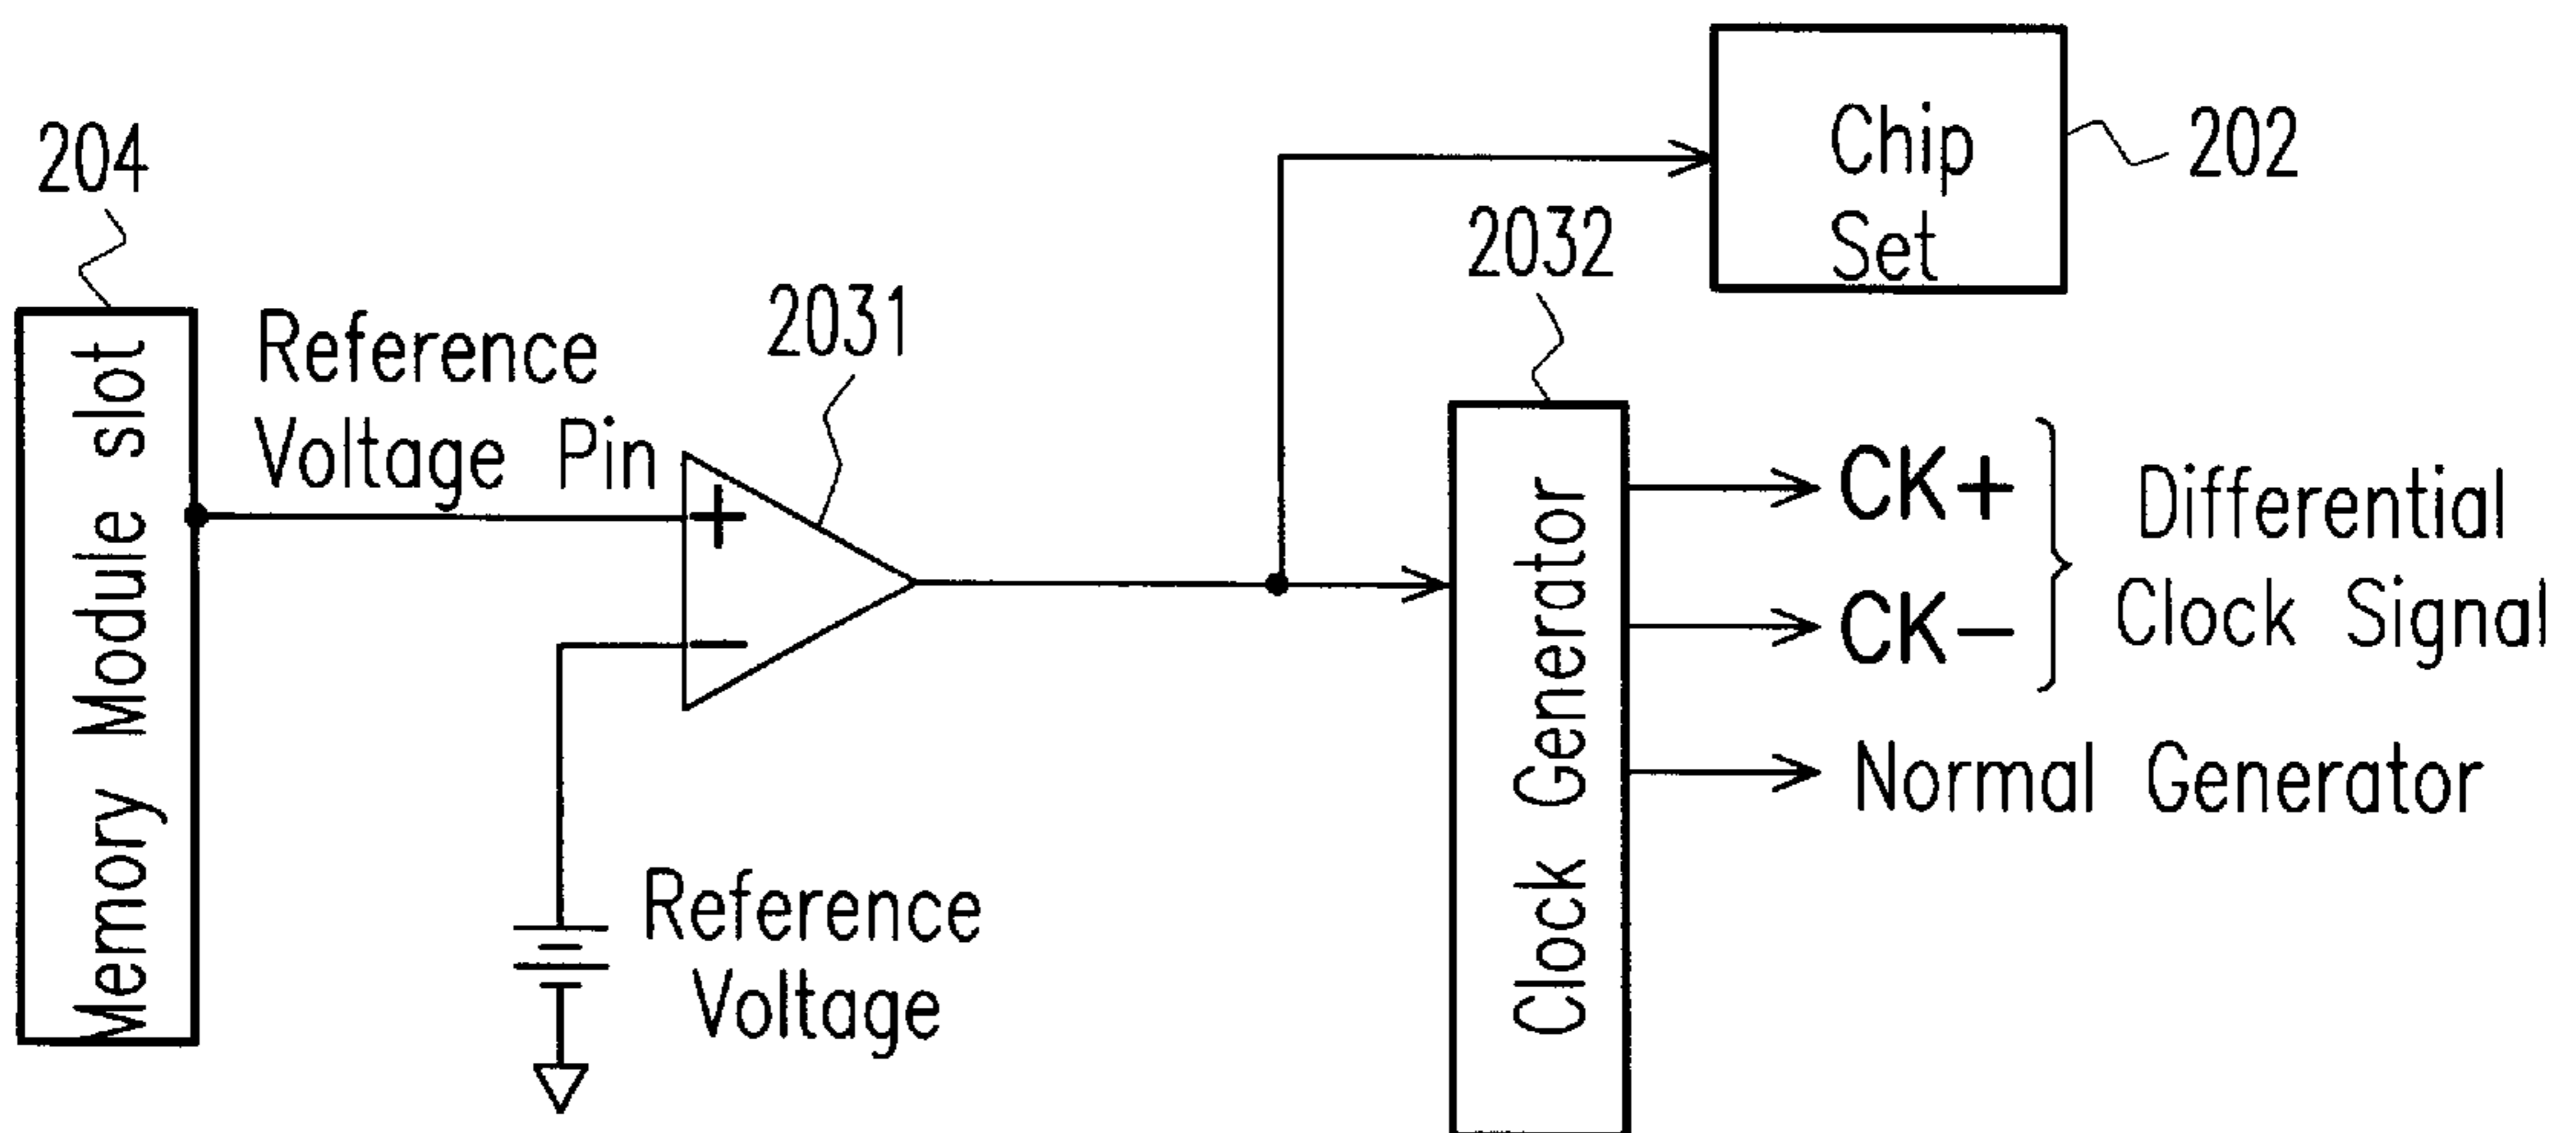 204
Memory Module slot
Reference
Voltage Pin
2031
+
−
Reference
Voltage
Chip
Set
202
2032
Clock Generator
CK+
CK−
Differential
Clock Signal
Normal Generator